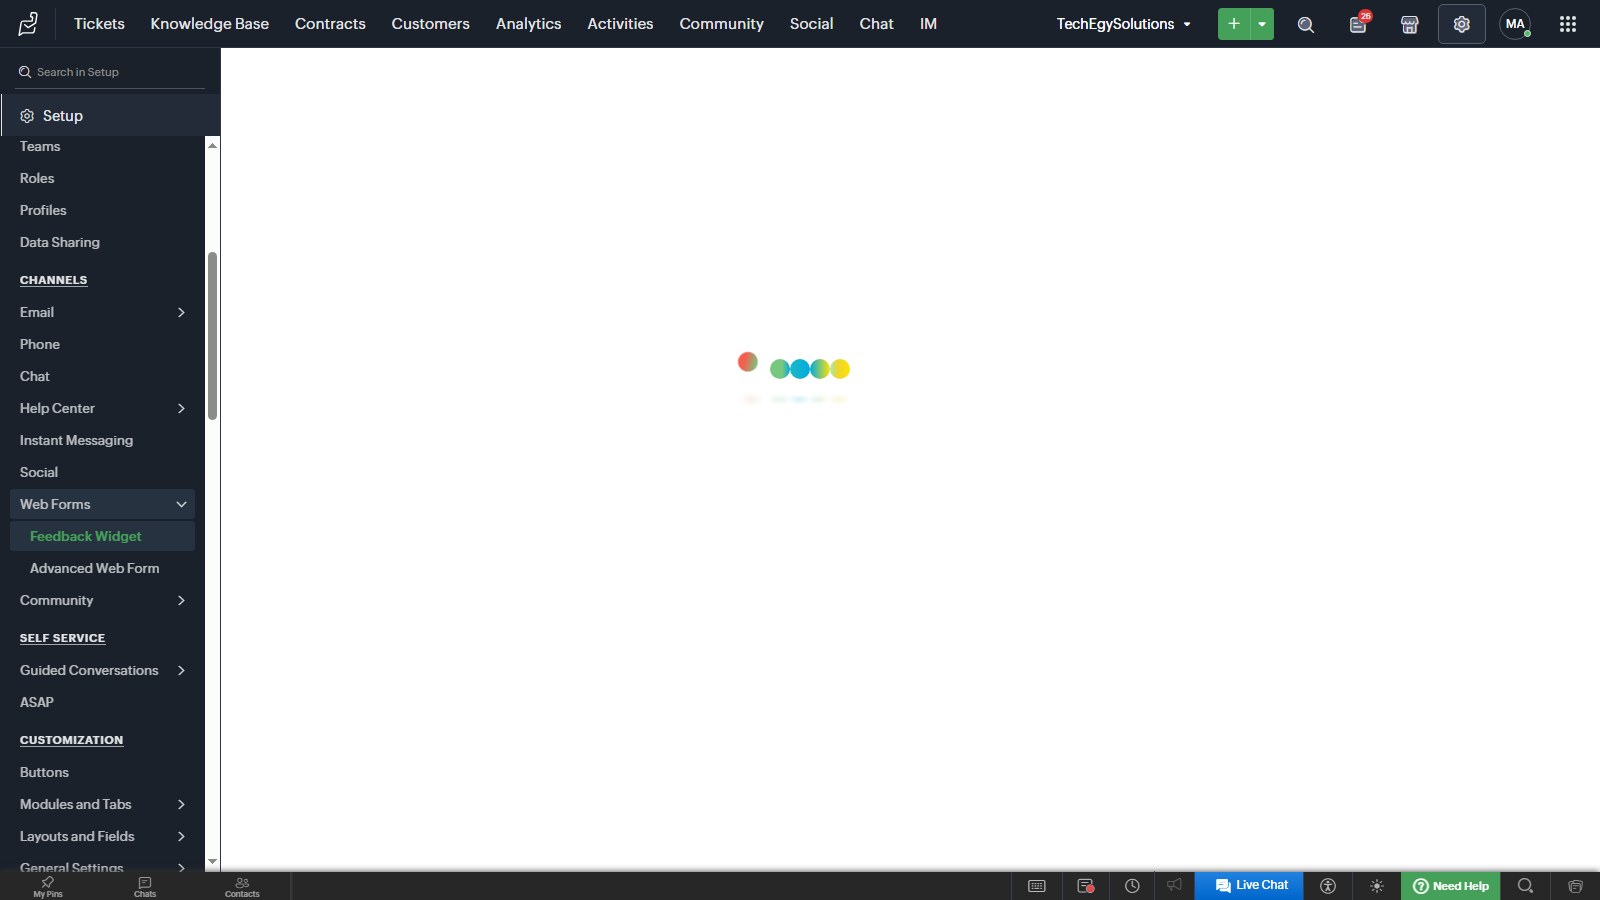 Tickets Knowledge Base Contracts Customers Analytics Activities Community Social Chat IM TechEgySolutions 26 MA
Search in Setup
Setup
Teams
Roles
Profiles
Data Sharing
CHANNELS
Email
Phone
Chat
Help Center
Instant Messaging
Social
Web Forms
Feedback Widget
Advanced Web Form
Community
SELF SERVICE
Guided Conversations
ASAP
CUSTOMIZATION
Buttons
Modules and Tabs
Layouts and Fields
General Settings
My Pins Chats Contacts Live Chat Need Help